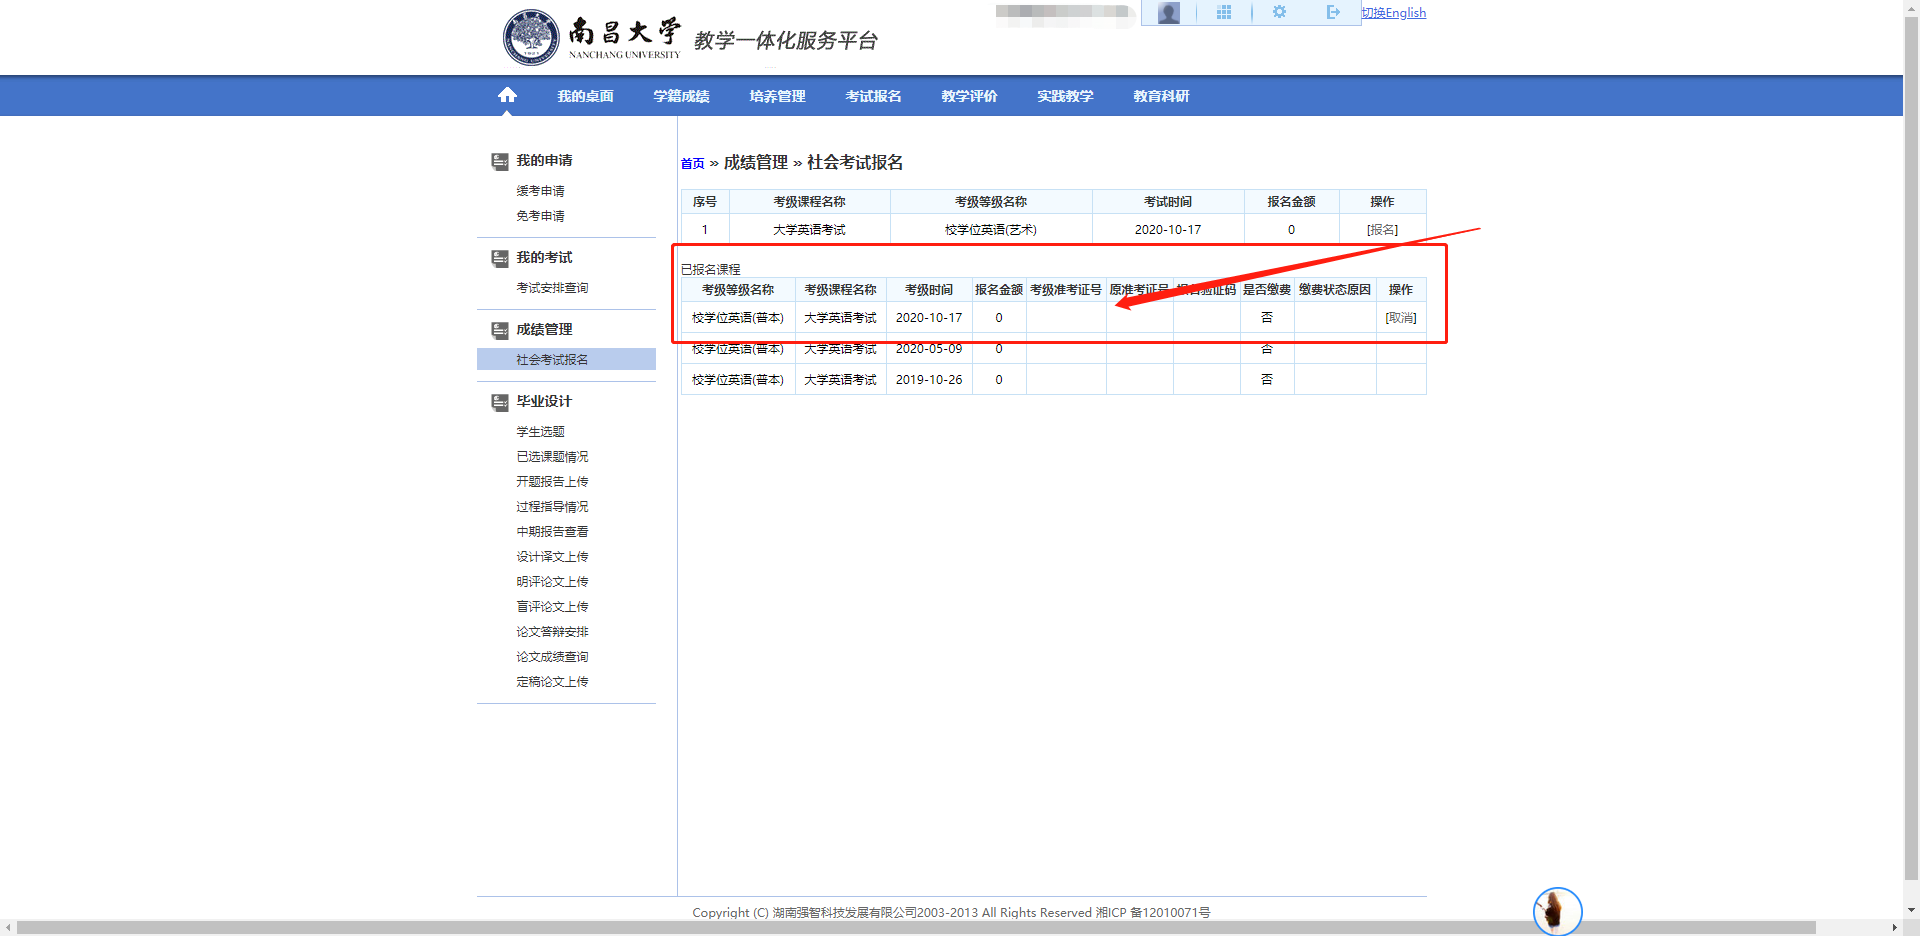 南昌大学
NANCHANG UNIVERSITY
教学一体化服务平台
切换English
我的桌面 学籍成绩 培养管理 考试报名 教学评价 实践教学 教育科研
我的申请
缓考申请
免考申请
我的考试
考试安排查询
成绩管理
社会考试报名
毕业设计
学生选题
已选课题情况
开题报告上传
过程指导情况
中期报告查看
设计译文上传
明评论文上传
盲评论文上传
论文答辩安排
论文成绩查询
定稿论文上传
首页 » 成绩管理 » 社会考试报名
序号 考级课程名称 考级等级名称 考试时间 报名金额 操作
1 大学英语考试 校学位英语(艺术) 2020-10-17 0 [报名]
已报名课程
考级等级名称 考级课程名称 考级时间 报名金额 考级准考证号 原准考证号 报名验证码 是否缴费 缴费状态原因 操作
校学位英语(普本) 大学英语考试 2020-10-17 0 否 [取消]
校学位英语(普本) 大学英语考试 2020-05-09 0 否
校学位英语(普本) 大学英语考试 2019-10-26 0 否
Copyright (C) 湖南强智科技发展有限公司2003-2013 All Rights Reserved 湘ICP 备12010071号